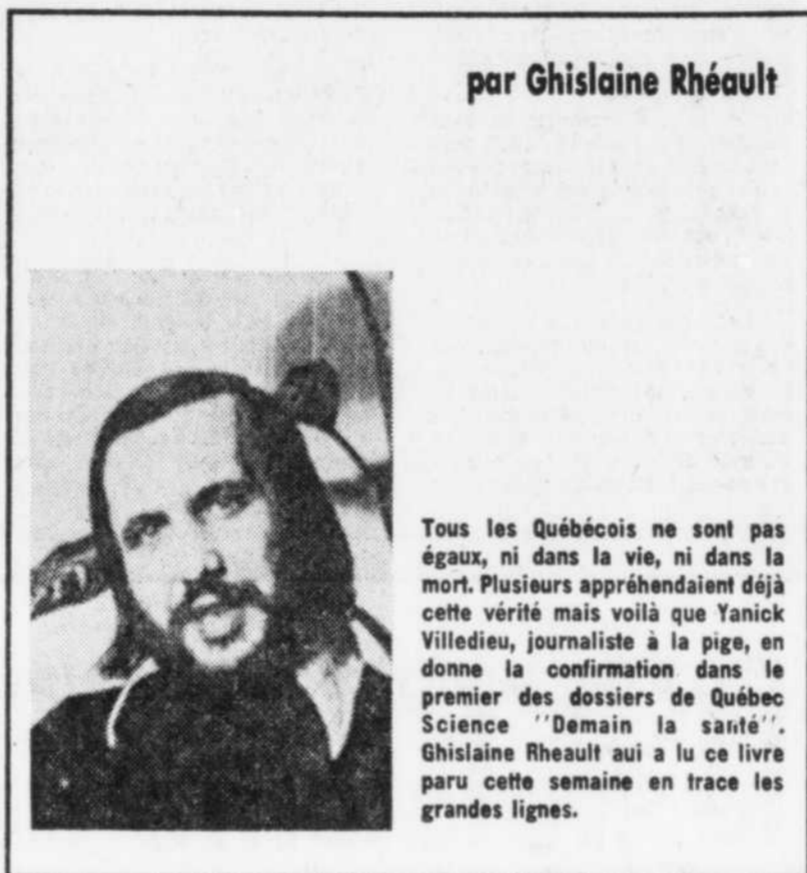 par Ghislaine Rhéault
Tous les Québécois ne sont pas
égaux, ni dans la vie, ni dans la
mort. Plusieurs appréhendaient déjà
cette vérité mais voilà que Yanick
Villedieu, journaliste à la pige, en
donne la confirmation dans le
premier des dossiers de Québec
Science "Demain la santé".
Ghislaine Rheault aui a lu ce livre
paru cette semaine en trace les
grandes lignes.